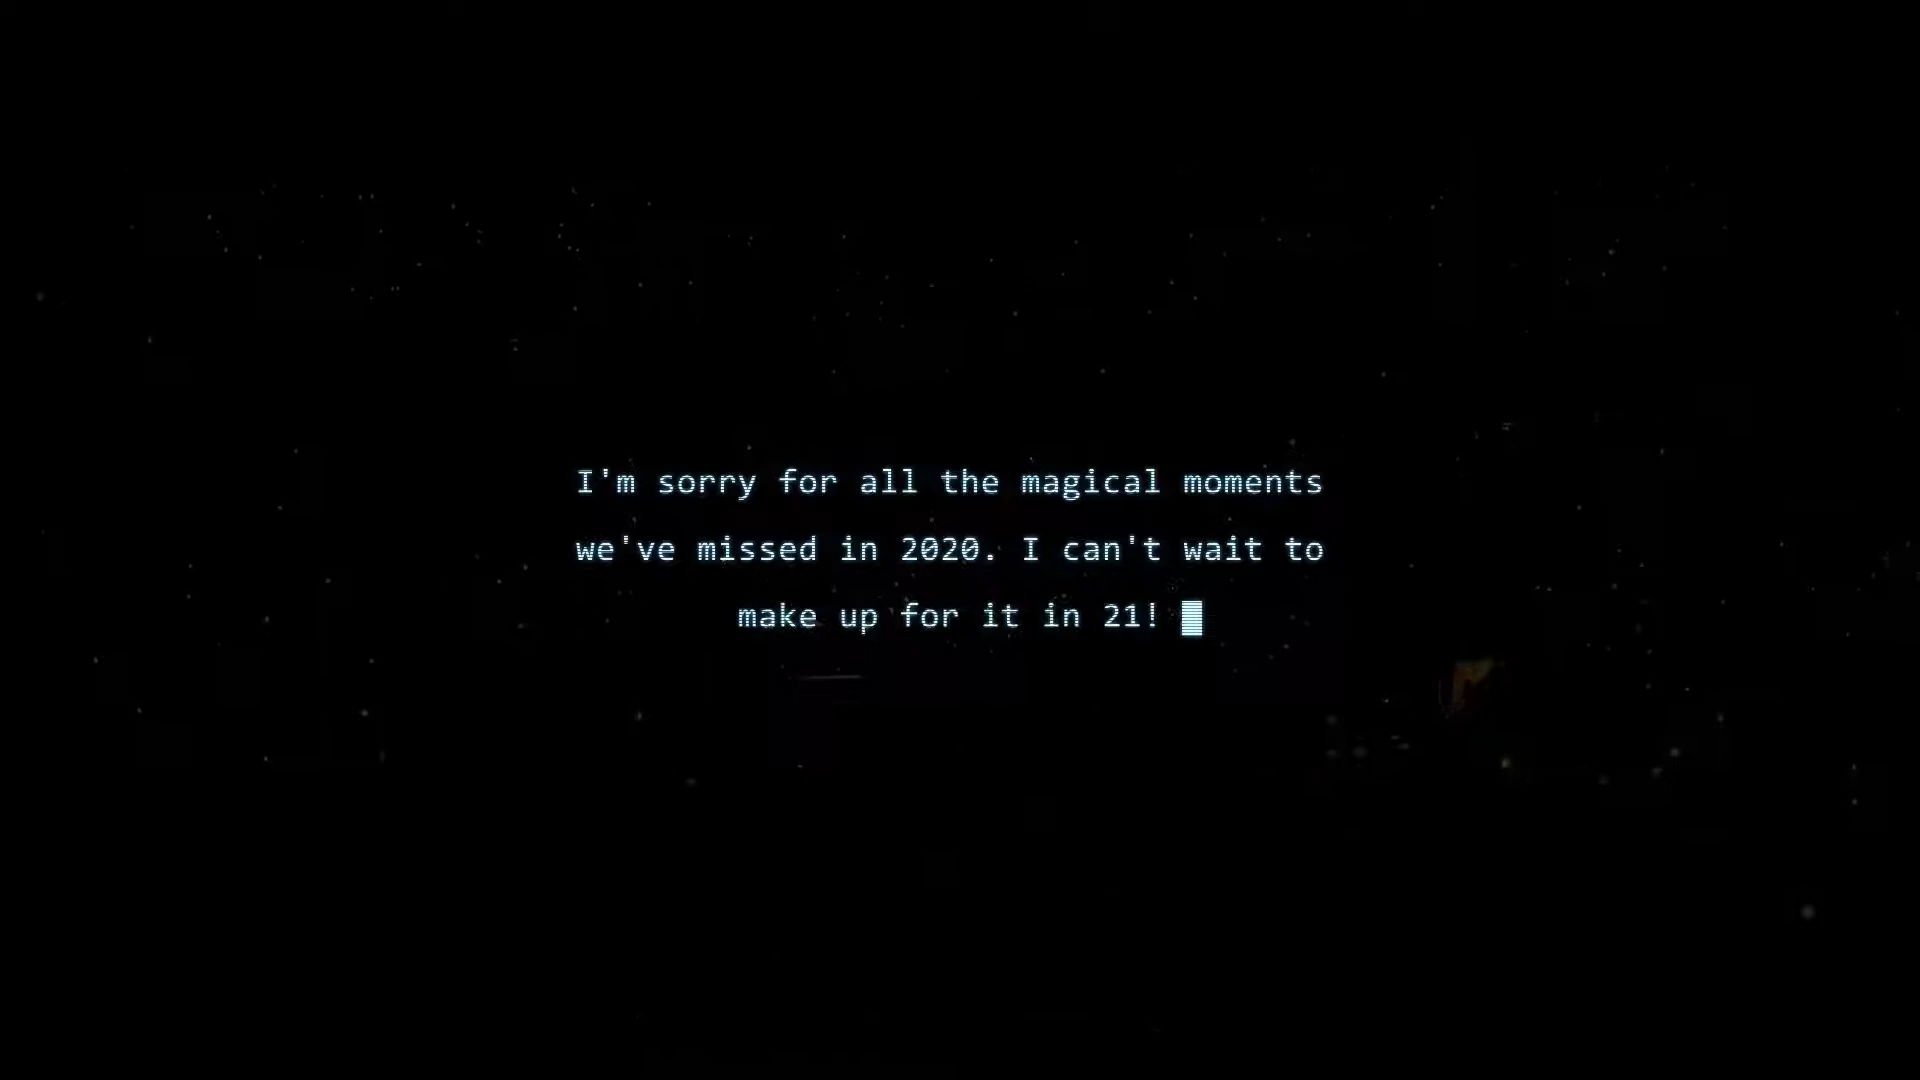 I'm sorry for all the magical moments
we've missed in 2020. I can't wait to
make up for it in 21!